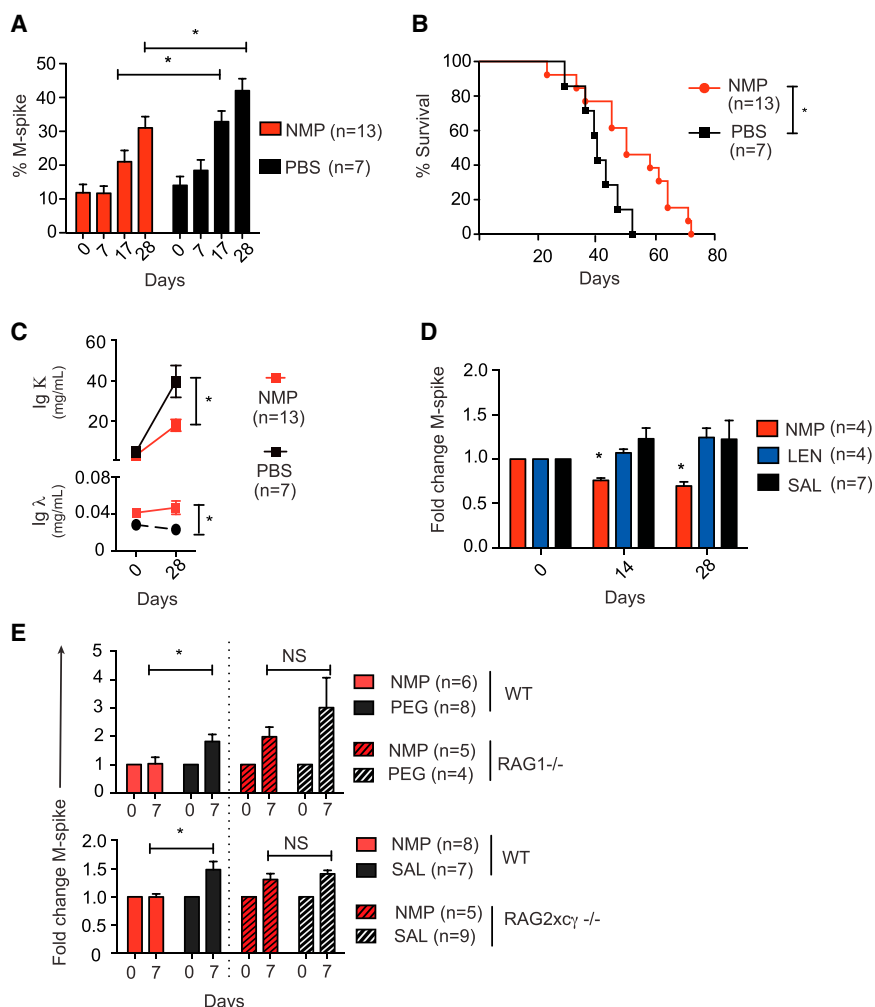 A
* 
*
50
40
30
20
10
0
% M-spike
0 7 17 28 0 7 17 28
Days
NMP (n=13)
PBS (n=7)
B
100
80
60
40
20
0
% Survival
20 40 60 80
Days
NMP
(n=13)
PBS
(n=7)
*
C
60
40
20
Ig K
(mg/mL)
0.08
0.04
0
Ig λ
(mg/mL)
*
*
0 28
Days
NMP
(n=13)
PBS
(n=7)
D
2.0
1.5
1.0
0.5
0.0
Fold change M-spike
* *
0 14 28
Days
NMP (n=4)
LEN (n=4)
SAL (n=7)
E
Fold change M-spike
5
4
3
2
1
0
* NS
0 7 0 7 0 7 0 7
NMP (n=6)
PEG (n=8)
WT
NMP (n=5)
PEG (n=4)
RAG1-/-
2.0
1.5
1.0
0.5
0.0
* NS
0 7 0 7 0 7 0 7
Days
NMP (n=8)
SAL (n=7)
WT
NMP (n=5)
SAL (n=9)
RAG2xcγ -/-